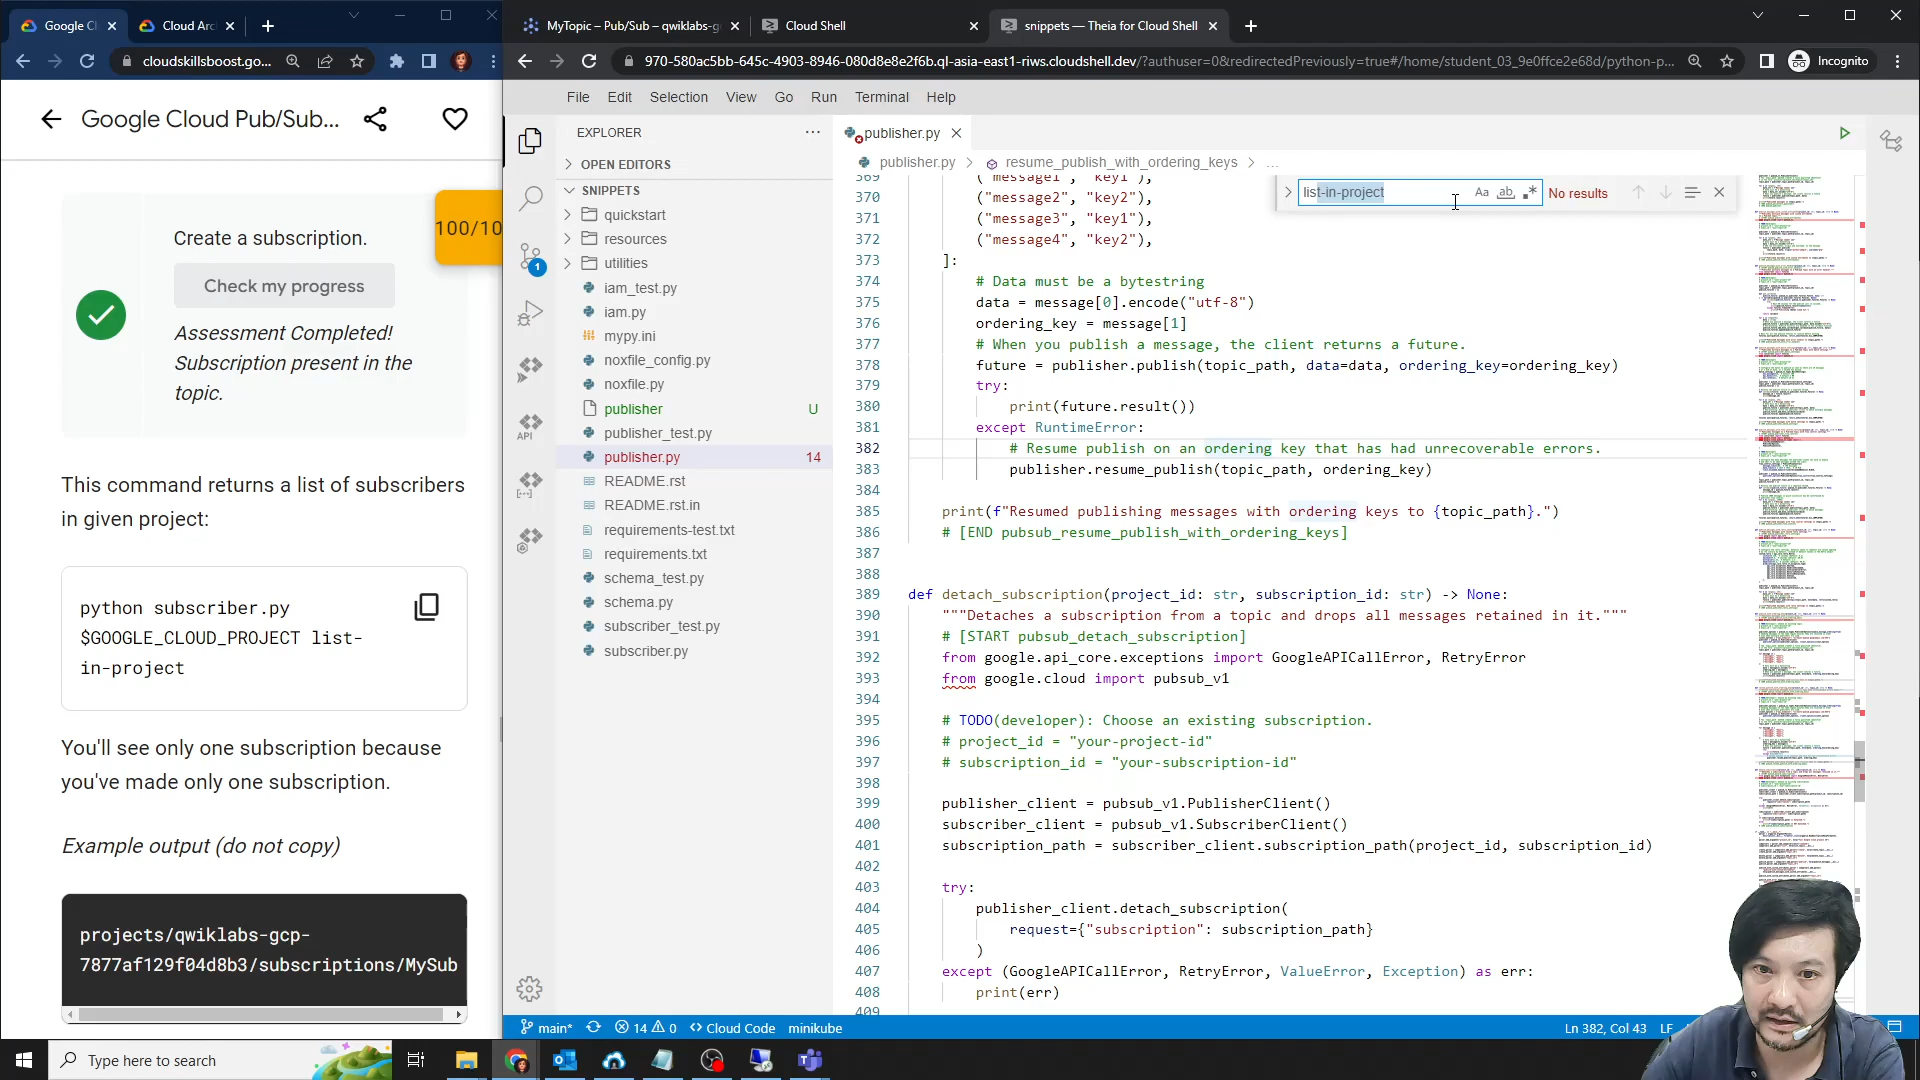 Google Cl
Cloud Arc
cloudskillsboost.go...
Google Cloud Pub/Sub...
100/10
Create a subscription.
Check my progress
Assessment Completed!
Subscription present in the
topic.
This command returns a list of subscribers
in given project:
python subscriber.py
$GOOGLE_CLOUD_PROJECT list-
in-project
You'll see only one subscription because
you've made only one subscription.
Example output (do not copy)
projects/qwiklabs-gcp-
7877af129f04d8b3/subscriptions/MySub
MyTopic – Pub/Sub – qwiklabs-g
Cloud Shell
snippets — Theia for Cloud Shell
970-580ac5bb-645c-4903-8946-080d8e8e2f6b.ql-asia-east1-riws.cloudshell.dev/?authuser=0&redirectedPreviously=true#/home/student_03_9e0ffce2e68d/python-p...
Incognito
File Edit Selection View Go Run Terminal Help
EXPLORER
OPEN EDITORS
SNIPPETS
quickstart
resources
utilities
iam_test.py
iam.py
mypy.ini
noxfile_config.py
noxfile.py
publisher U
publisher_test.py
publisher.py 14
README.rst
README.rst.in
requirements-test.txt
requirements.txt
schema_test.py
schema.py
subscriber_test.py
subscriber.py
1
API
publisher.py
publisher.py > resume_publish_with_ordering_keys > ...
list-in-project
Aa ab .* No results
369 ("message1", "key1"),
370 ("message2", "key2"),
371 ("message3", "key1"),
372 ("message4", "key2"),
373 ]:
374 # Data must be a bytestring
375 data = message[0].encode("utf-8")
376 ordering_key = message[1]
377 # When you publish a message, the client returns a future.
378 future = publisher.publish(topic_path, data=data, ordering_key=ordering_key)
379 try:
380 print(future.result())
381 except RuntimeError:
382 # Resume publish on an ordering key that has had unrecoverable errors.
383 publisher.resume_publish(topic_path, ordering_key)
384
385 print(f"Resumed publishing messages with ordering keys to {topic_path}.")
386 # [END pubsub_resume_publish_with_ordering_keys]
387
388
389 def detach_subscription(project_id: str, subscription_id: str) -> None:
390 """Detaches a subscription from a topic and drops all messages retained in it."""
391 # [START pubsub_detach_subscription]
392 from google.api_core.exceptions import GoogleAPICallError, RetryError
393 from google.cloud import pubsub_v1
394
395 # TODO(developer): Choose an existing subscription.
396 # project_id = "your-project-id"
397 # subscription_id = "your-subscription-id"
398
399 publisher_client = pubsub_v1.PublisherClient()
400 subscriber_client = pubsub_v1.SubscriberClient()
401 subscription_path = subscriber_client.subscription_path(project_id, subscription_id)
402
403 try:
404 publisher_client.detach_subscription(
405 request={"subscription": subscription_path}
406 )
407 except (GoogleAPICallError, RetryError, ValueError, Exception) as err:
408 print(err)
409
main* 14 0 Cloud Code minikube
Ln 382, Col 43 LF
Type here to search